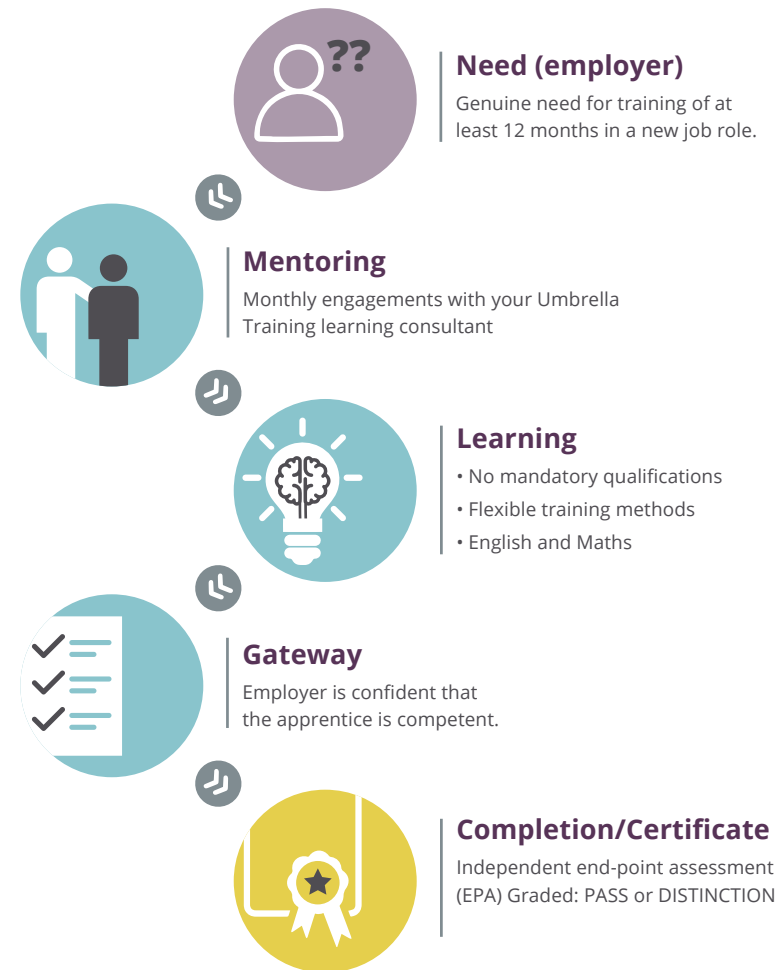 ??
Need (employer)
Genuine need for training of at
least 12 months in a new job role.
Mentoring
Monthly engagements with your Umbrella
Training learning consultant
Learning
• No mandatory qualifications
• Flexible training methods
• English and Maths
Gateway
Employer is confident that
the apprentice is competent.
Completion/Certificate
Independent end-point assessment
(EPA) Graded: PASS or DISTINCTION